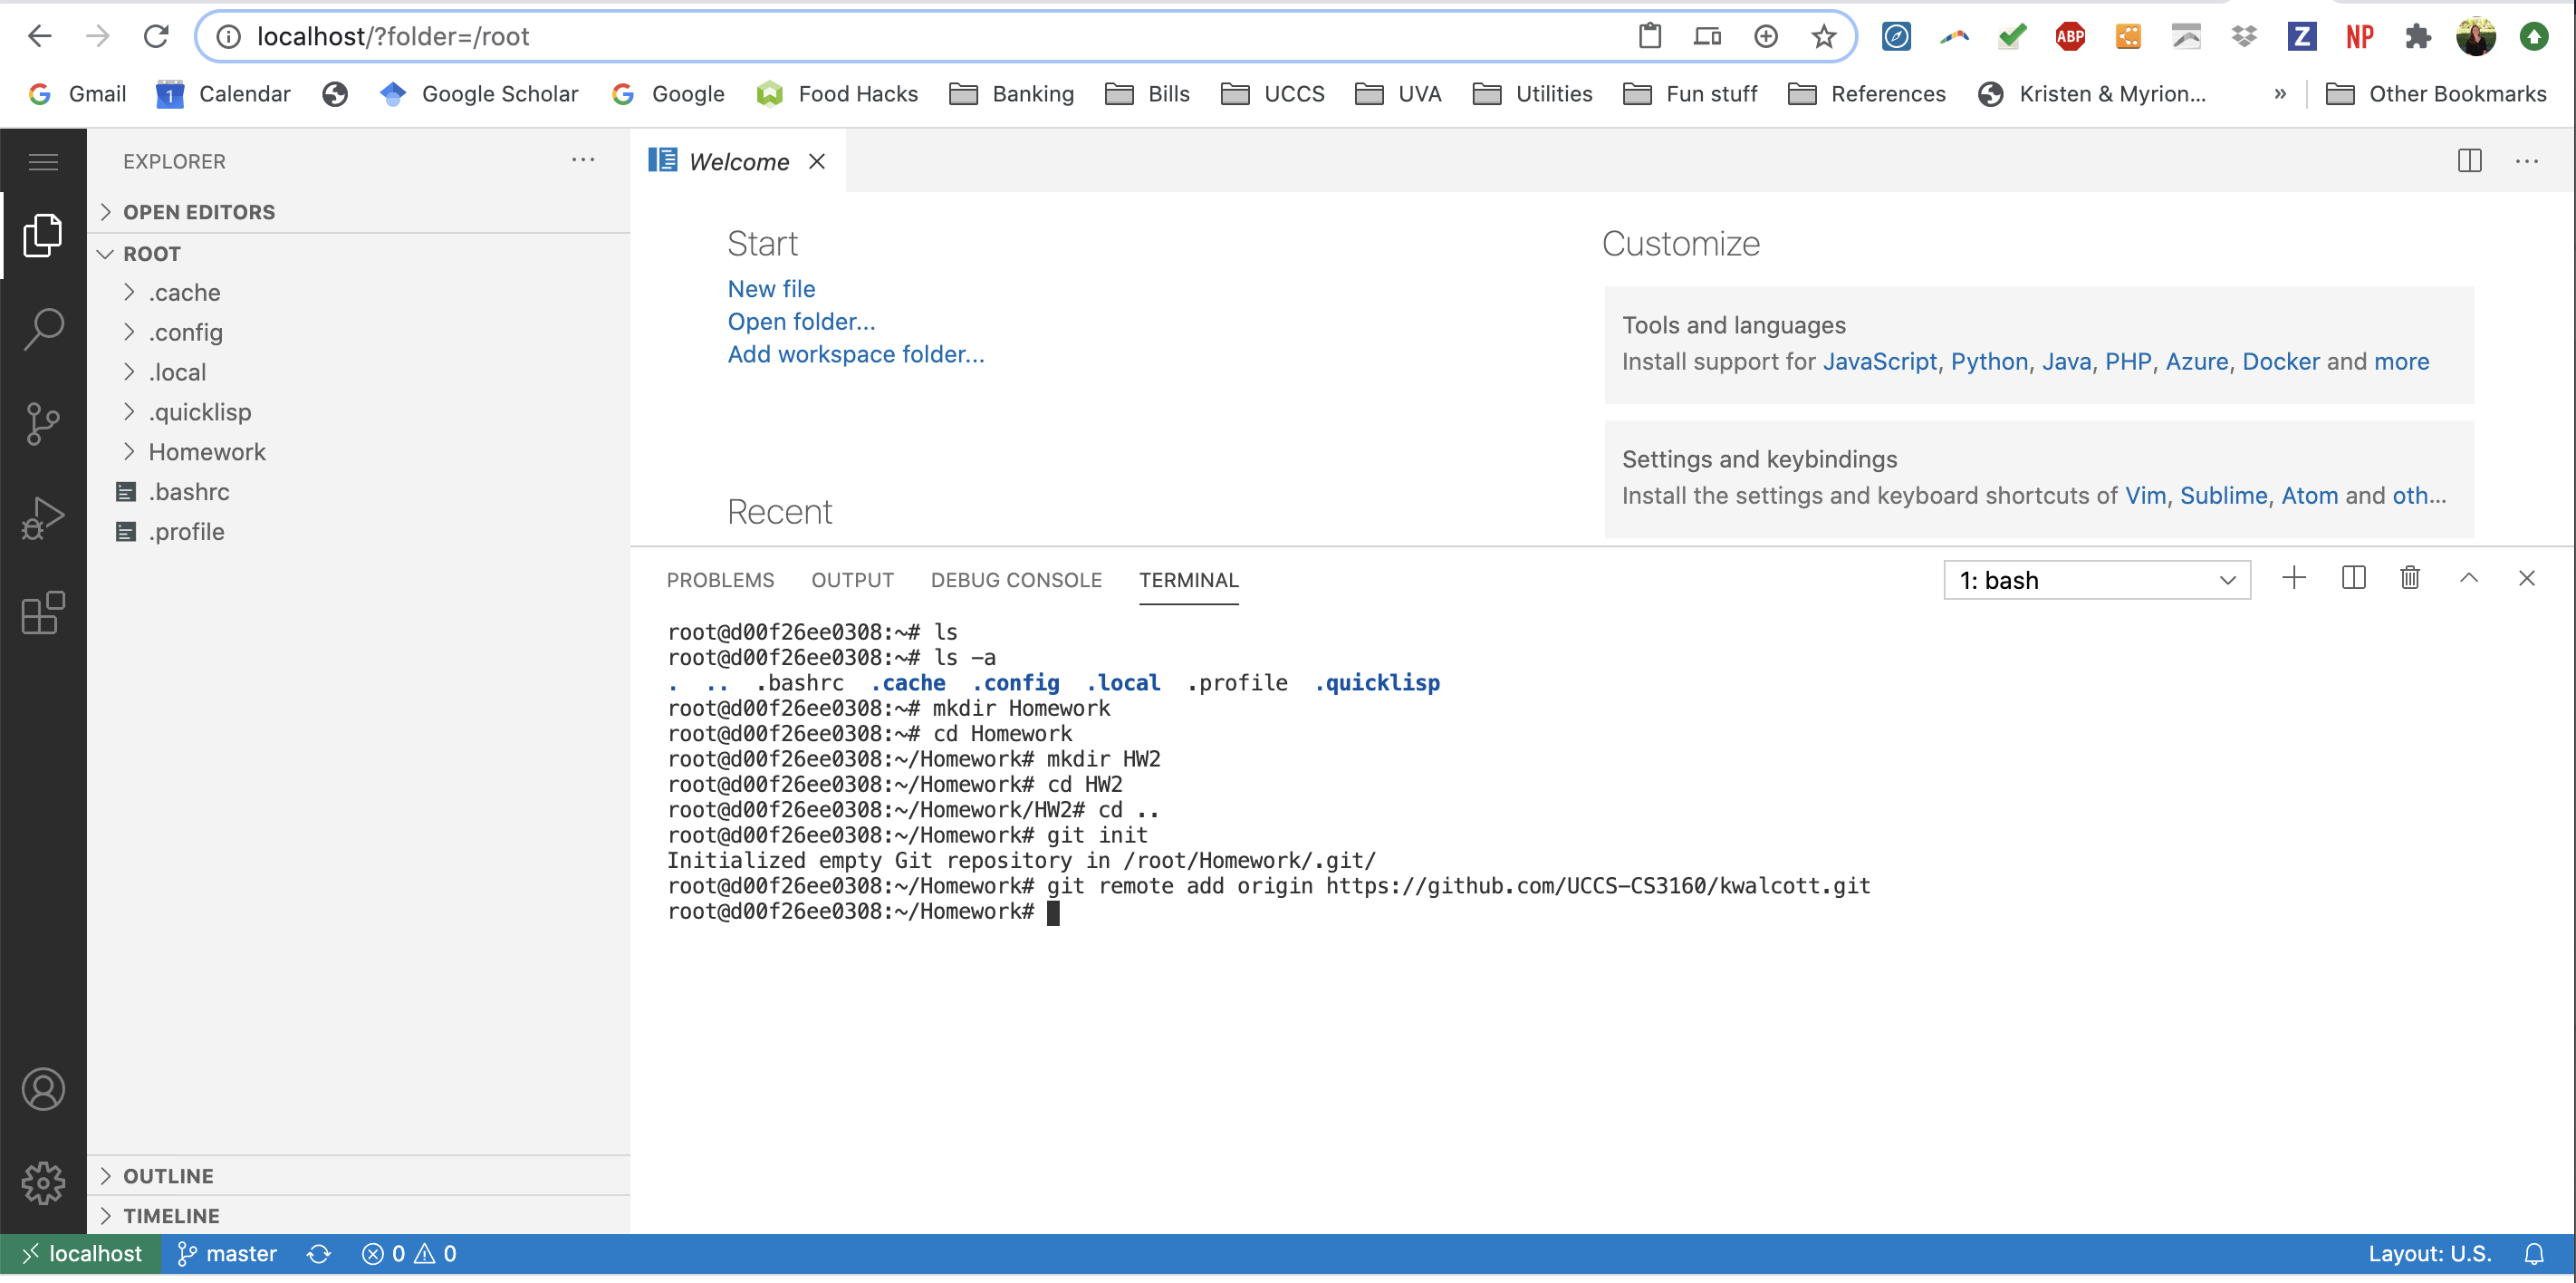 localhost/?folder=/root
ABP
Z
NP
Gmail
1
Calendar
Google Scholar
Google
Food Hacks
Banking
Bills
UCCS
UVA
Utilities
Fun stuff
References
Kristen & Myrion...
»
Other Bookmarks
EXPLORER
OPEN EDITORS
ROOT
.cache
.config
.local
.quicklisp
Homework
.bashrc
.profile
OUTLINE
TIMELINE
Welcome
Start
New file
Open folder...
Add workspace folder...
Recent
Customize
Tools and languages
Install support for JavaScript, Python, Java, PHP, Azure, Docker and more
Settings and keybindings
Install the settings and keyboard shortcuts of Vim, Sublime, Atom and oth...
PROBLEMS OUTPUT DEBUG CONSOLE TERMINAL
1: bash
root@d00f26ee0308:~# ls
root@d00f26ee0308:~# ls -a
. .. .bashrc .cache .config .local .profile .quicklisp
root@d00f26ee0308:~# mkdir Homework
root@d00f26ee0308:~# cd Homework
root@d00f26ee0308:~/Homework# mkdir HW2
root@d00f26ee0308:~/Homework# cd HW2
root@d00f26ee0308:~/Homework/HW2# cd ..
root@d00f26ee0308:~/Homework# git init
Initialized empty Git repository in /root/Homework/.git/
root@d00f26ee0308:~/Homework# git remote add origin https://github.com/UCCS-CS3160/kwalcott.git
root@d00f26ee0308:~/Homework#
localhost
master
0
0
Layout: U.S.